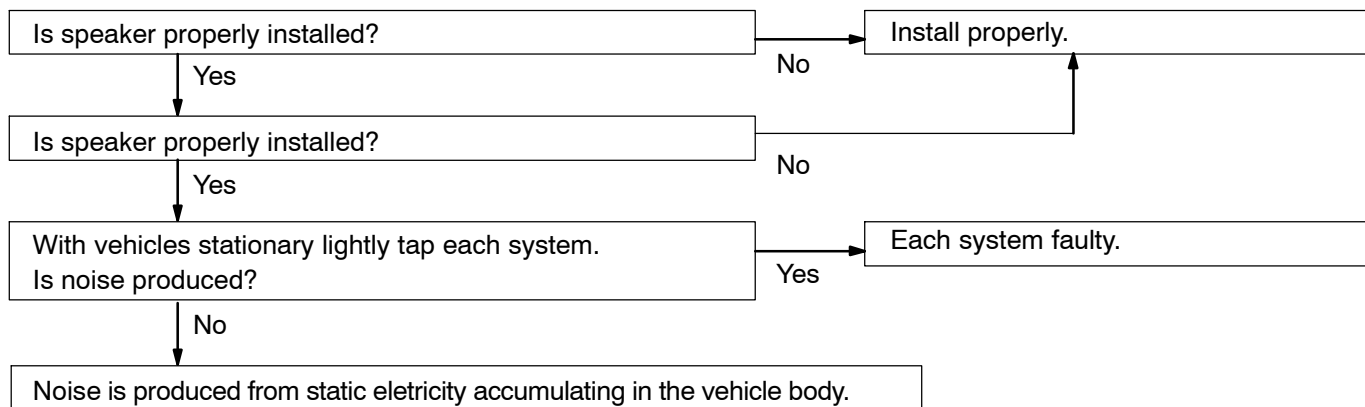 Is speaker properly installed?
Install properly.
No
Yes
Is speaker properly installed?
No
Yes
With vehicles stationary lightly tap each system.
Is noise produced?
Each system faulty.
Yes
No
Noise is produced from static eletricity accumulating in the vehicle body.